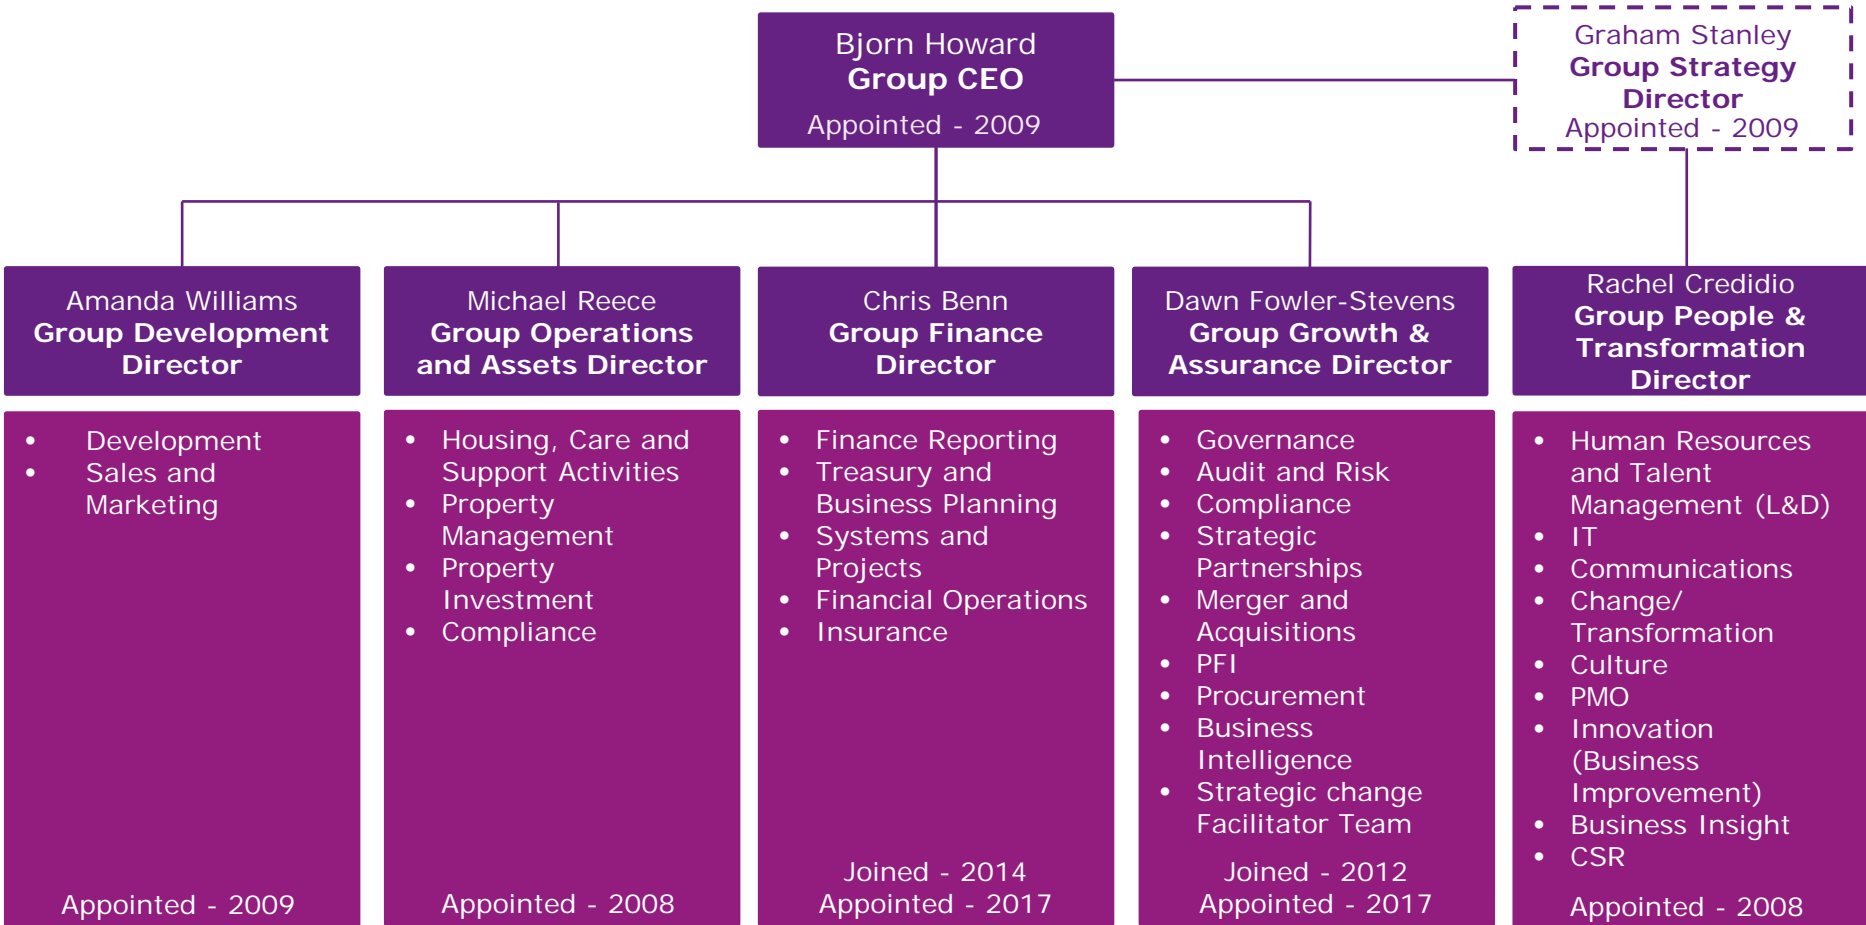 Bjorn Howard
Group CEO
Appointed - 2009
Graham Stanley
Group Strategy
Director
Appointed - 2009
Amanda Williams
Group Development
Director
• Development
• Sales and
Marketing
Appointed - 2009
Michael Reece
Group Operations
and Assets Director
• Housing, Care and
Support Activities
• Property
Management
• Property
Investment
• Compliance
Appointed - 2008
Chris Benn
Group Finance
Director
• Finance Reporting
• Treasury and
Business Planning
• Systems and
Projects
• Financial Operations
• Insurance
Joined - 2014
Appointed - 2017
Dawn Fowler-Stevens
Group Growth &
Assurance Director
• Governance
• Audit and Risk
• Compliance
• Strategic
Partnerships
• Merger and
Acquisitions
• PFI
• Procurement
• Business
Intelligence
• Strategic change
Facilitator Team
Joined - 2012
Appointed - 2017
Rachel Credidio
Group People &
Transformation
Director
• Human Resources
and Talent
Management (L&D)
• IT
• Communications
• Change/
Transformation
• Culture
• PMO
• Innovation
(Business
Improvement)
• Business Insight
• CSR
Appointed - 2008